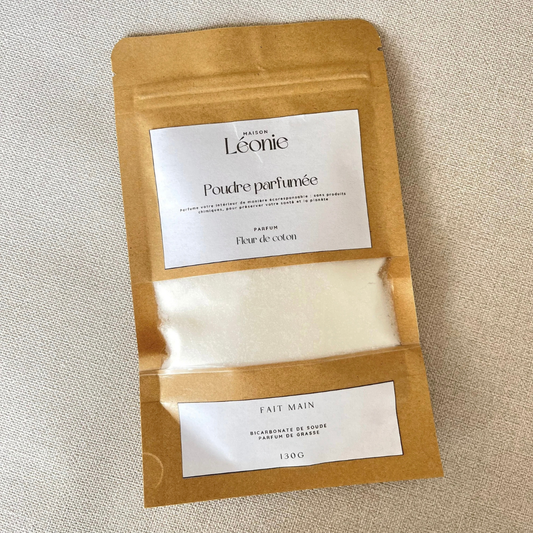 MAISON
Léonie
Poudre parfumée
Parfume votre intérieur de manière écoresponsable : sans produits
chimiques, pour préserver votre santé et la planète
PARFUM
Fleur de coton
FAIT MAIN
BICARBONATE DE SOUDE
PARFUM DE GRASSE
130G